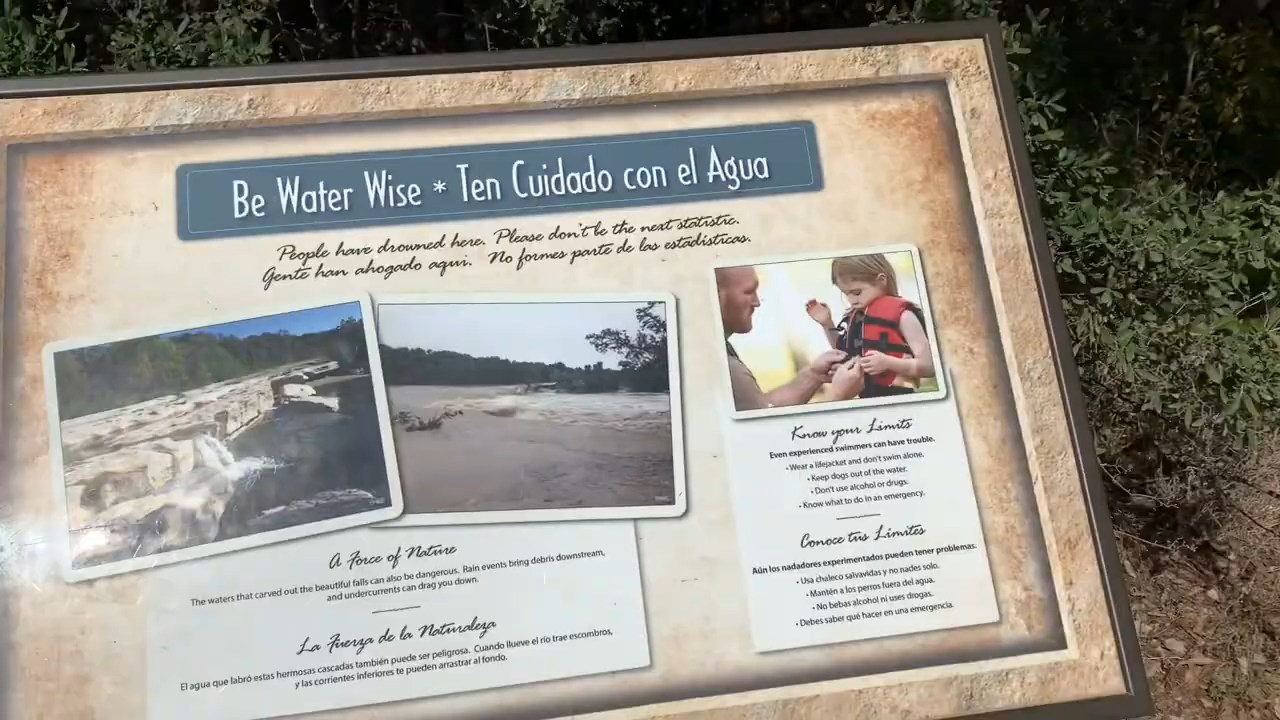 Be Water Wise * Ten Cuidado con el Agua
People have drowned here. Please don't be the next statistic.
Gente han ahogado aqui. No formes parte de las estadisticas.
A Force of Nature
The waters that carved out the beautiful falls can also be dangerous. Rain events bring debris downstream,
and undercurrents can drag you down.
La Fuerza de la Naturaleza
El agua que labró estas hermosas cascadas también puede ser peligrosa. Cuando llueve el río trae escombros,
y las corrientes inferiores te pueden arrastrar al fondo.
Know your Limits
Even experienced swimmers can have trouble.
• Wear a lifejacket and don't swim alone.
• Keep dogs out of the water.
• Don't use alcohol or drugs.
• Know what to do in an emergency.
Conoce tus Límites
Aún los nadadores experimentados pueden tener problemas.
• Usa chaleco salvavidas y no nades solo.
• Mantén a los perros fuera del agua.
• No bebas alcohol ni uses drogas.
• Debes saber qué hacer en una emergencia.